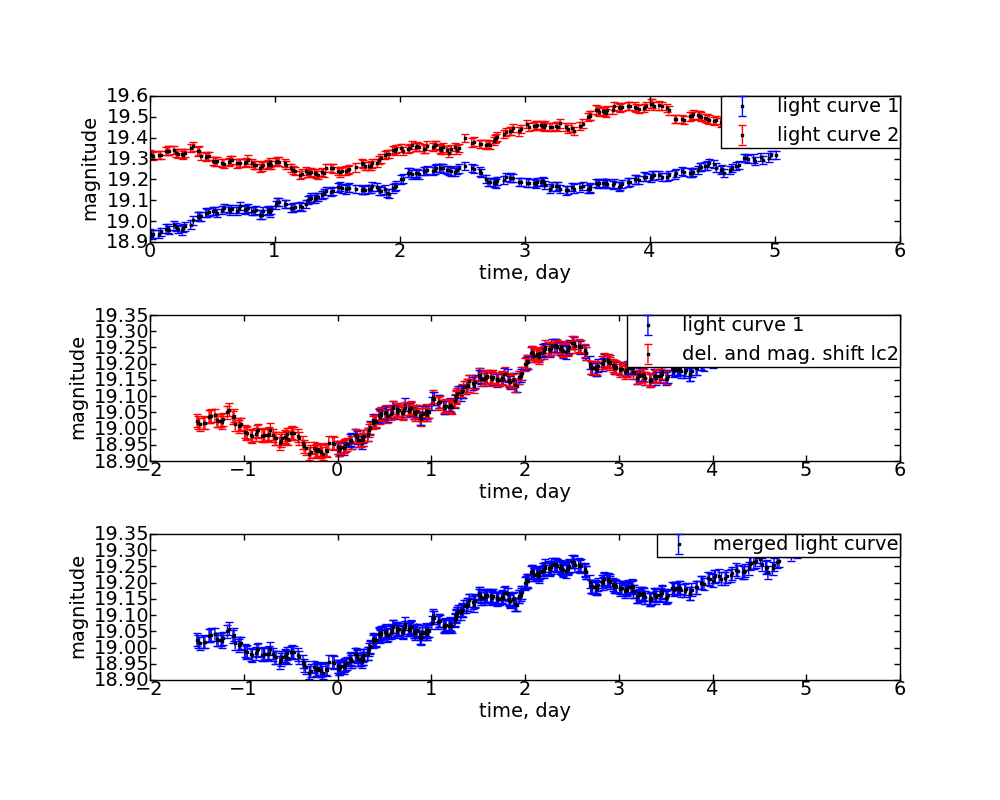 19.6
19.5
19.4
19.3
19.2
19.1
19.0
18.9
magnitude
light curve 1
light curve 2
0 1 2 3 4 5 6
time, day
19.35
19.30
19.25
19.20
19.15
19.10
19.05
19.00
18.95
18.90
magnitude
light curve 1
del. and mag. shift lc2
−2 −1 0 1 2 3 4 5 6
time, day
19.35
19.30
19.25
19.20
19.15
19.10
19.05
19.00
18.95
18.90
magnitude
merged light curve
−2 −1 0 1 2 3 4 5 6
time, day